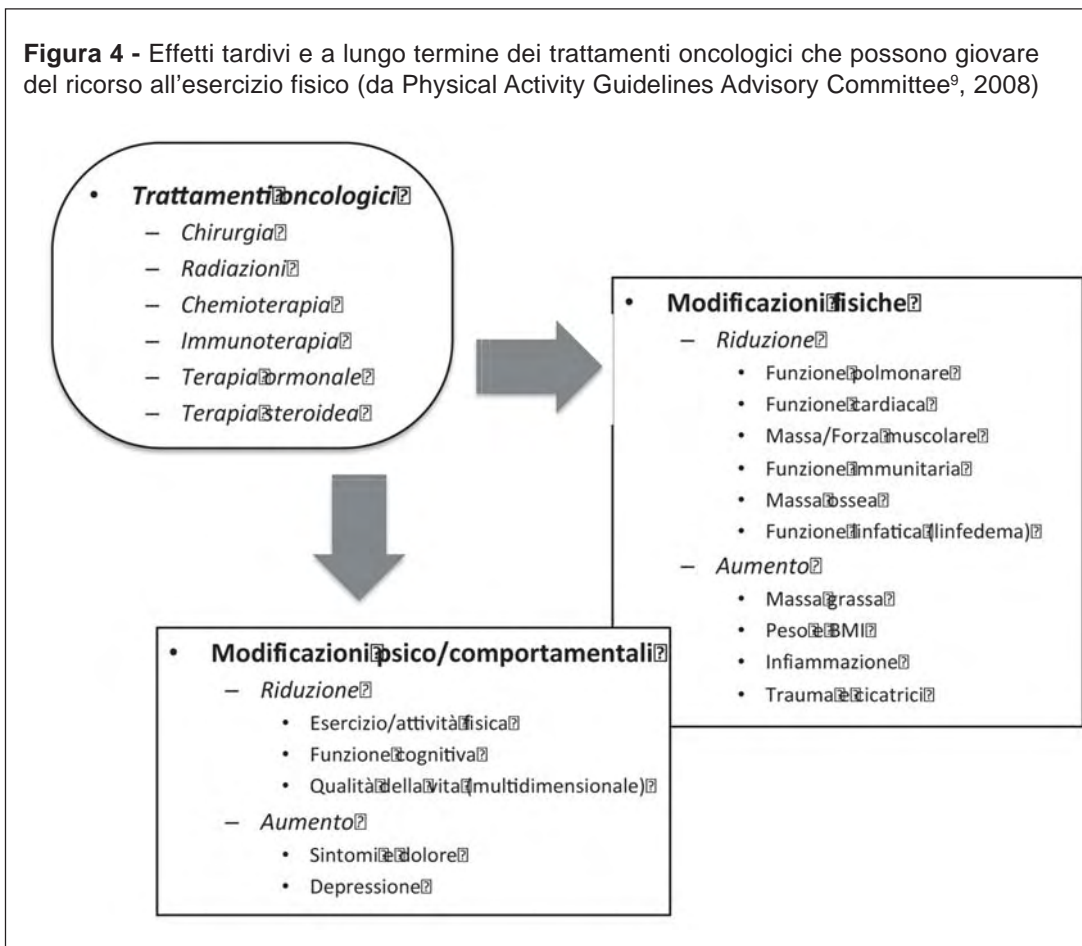 Figura 4 - Effetti tardivi e a lungo termine dei trattamenti oncologici che possono giovare
del ricorso all'esercizio fisico (da Physical Activity Guidelines Advisory Committee⁹, 2008)
• Trattamenti oncologici
– Chirurgia
– Radiazioni
– Chemioterapia
– Immunoterapia
– Terapia ormonale
– Terapia steroidea
• Modificazioni fisiche
– Riduzione
• Funzione polmonare
• Funzione cardiaca
• Massa/Forza muscolare
• Funzione immunitaria
• Massa ossea
• Funzione linfatica (linfedema)
– Aumento
• Massa grassa
• Peso e BMI
• Infiammazione
• Trauma e cicatrici
• Modificazioni psico/comportamentali
– Riduzione
• Esercizio/attività fisica
• Funzione cognitiva
• Qualità della vita (multidimensionale)
– Aumento
• Sintomi e dolore
• Depressione